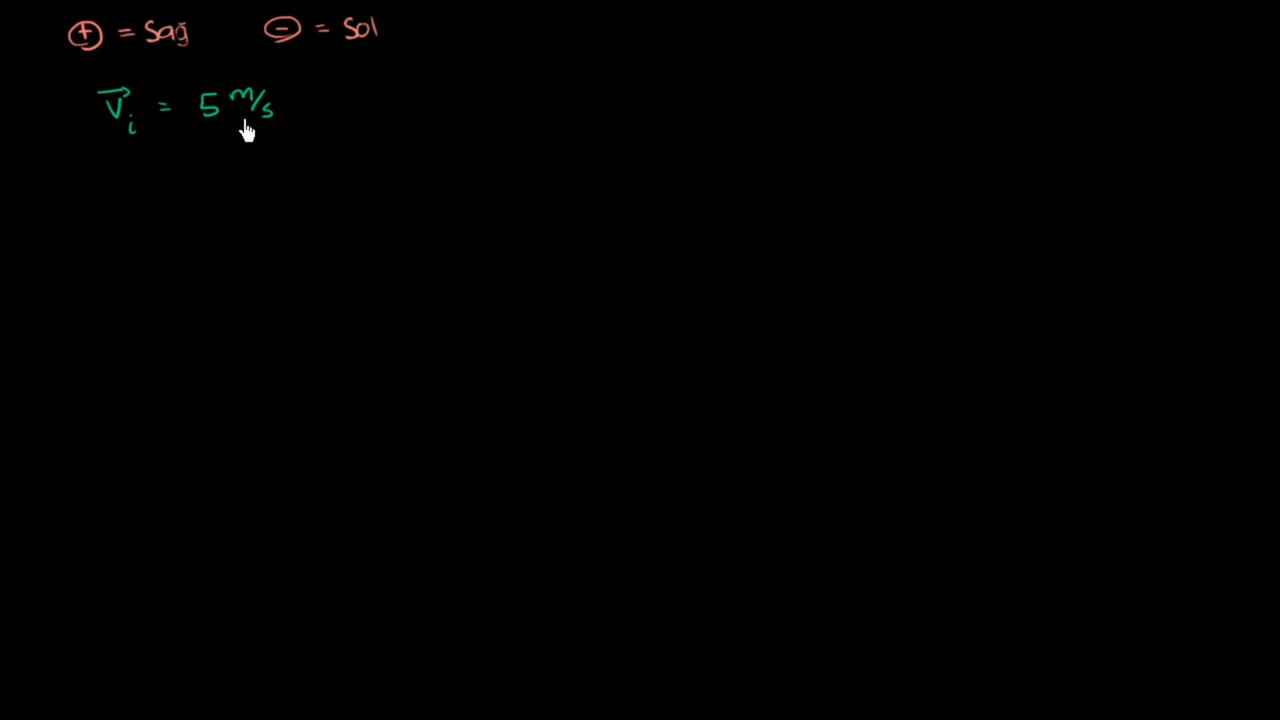 ⊕ = Sağ ⊖ = Sol
v⃗ᵢ = 5 m/s